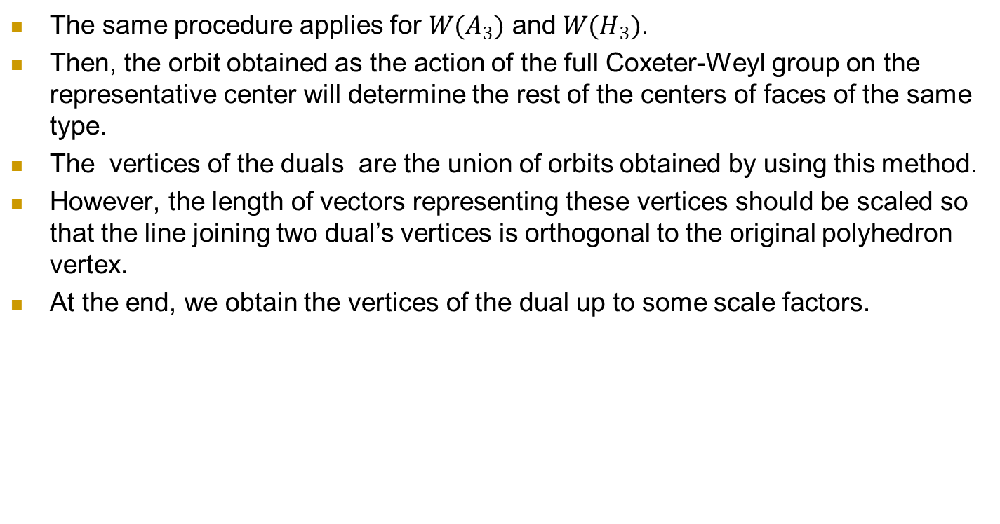 ▪ The same procedure applies for 𝑊(𝐴₃) and 𝑊(𝐻₃).
▪ Then, the orbit obtained as the action of the full Coxeter-Weyl group on the
representative center will determine the rest of the centers of faces of the same
type.
▪ The  vertices of the duals  are the union of orbits obtained by using this method.
▪ However, the length of vectors representing these vertices should be scaled so
that the line joining two dual’s vertices is orthogonal to the original polyhedron
vertex.
▪ At the end, we obtain the vertices of the dual up to some scale factors.